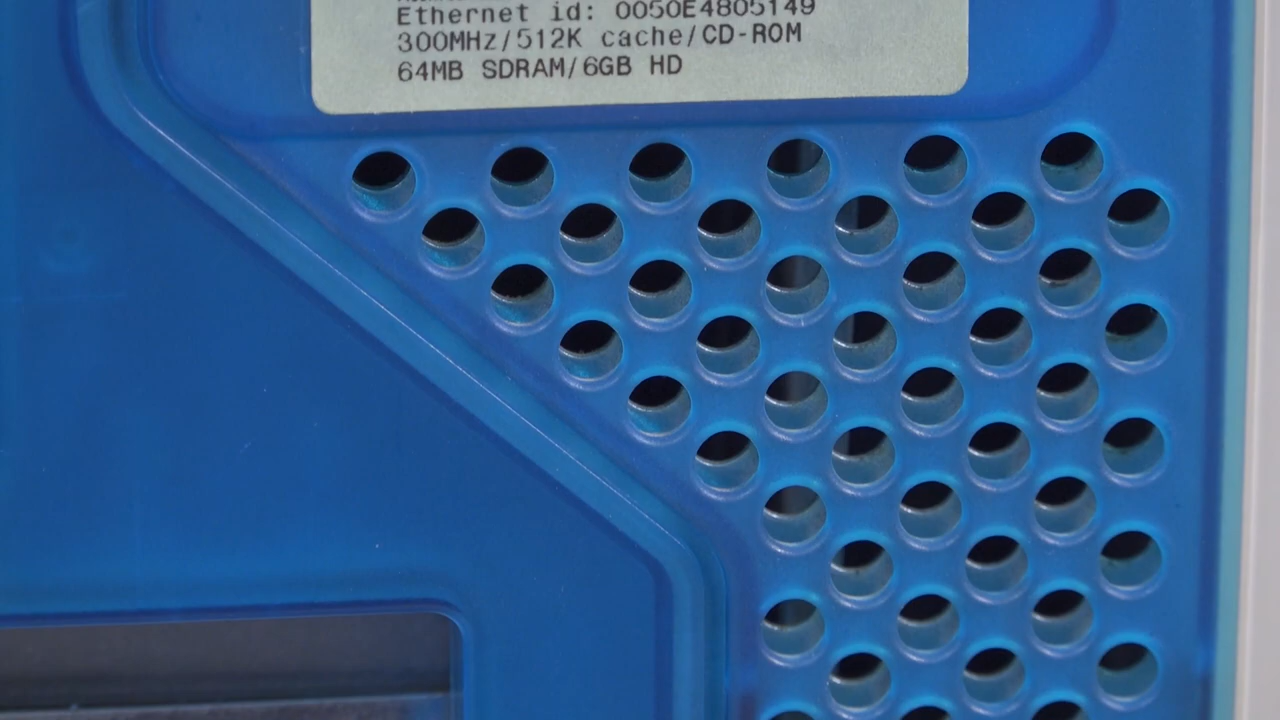 Ethernet id: 0050E4805149
300MHz/512K cache/CD-ROM
64MB SDRAM/6GB HD